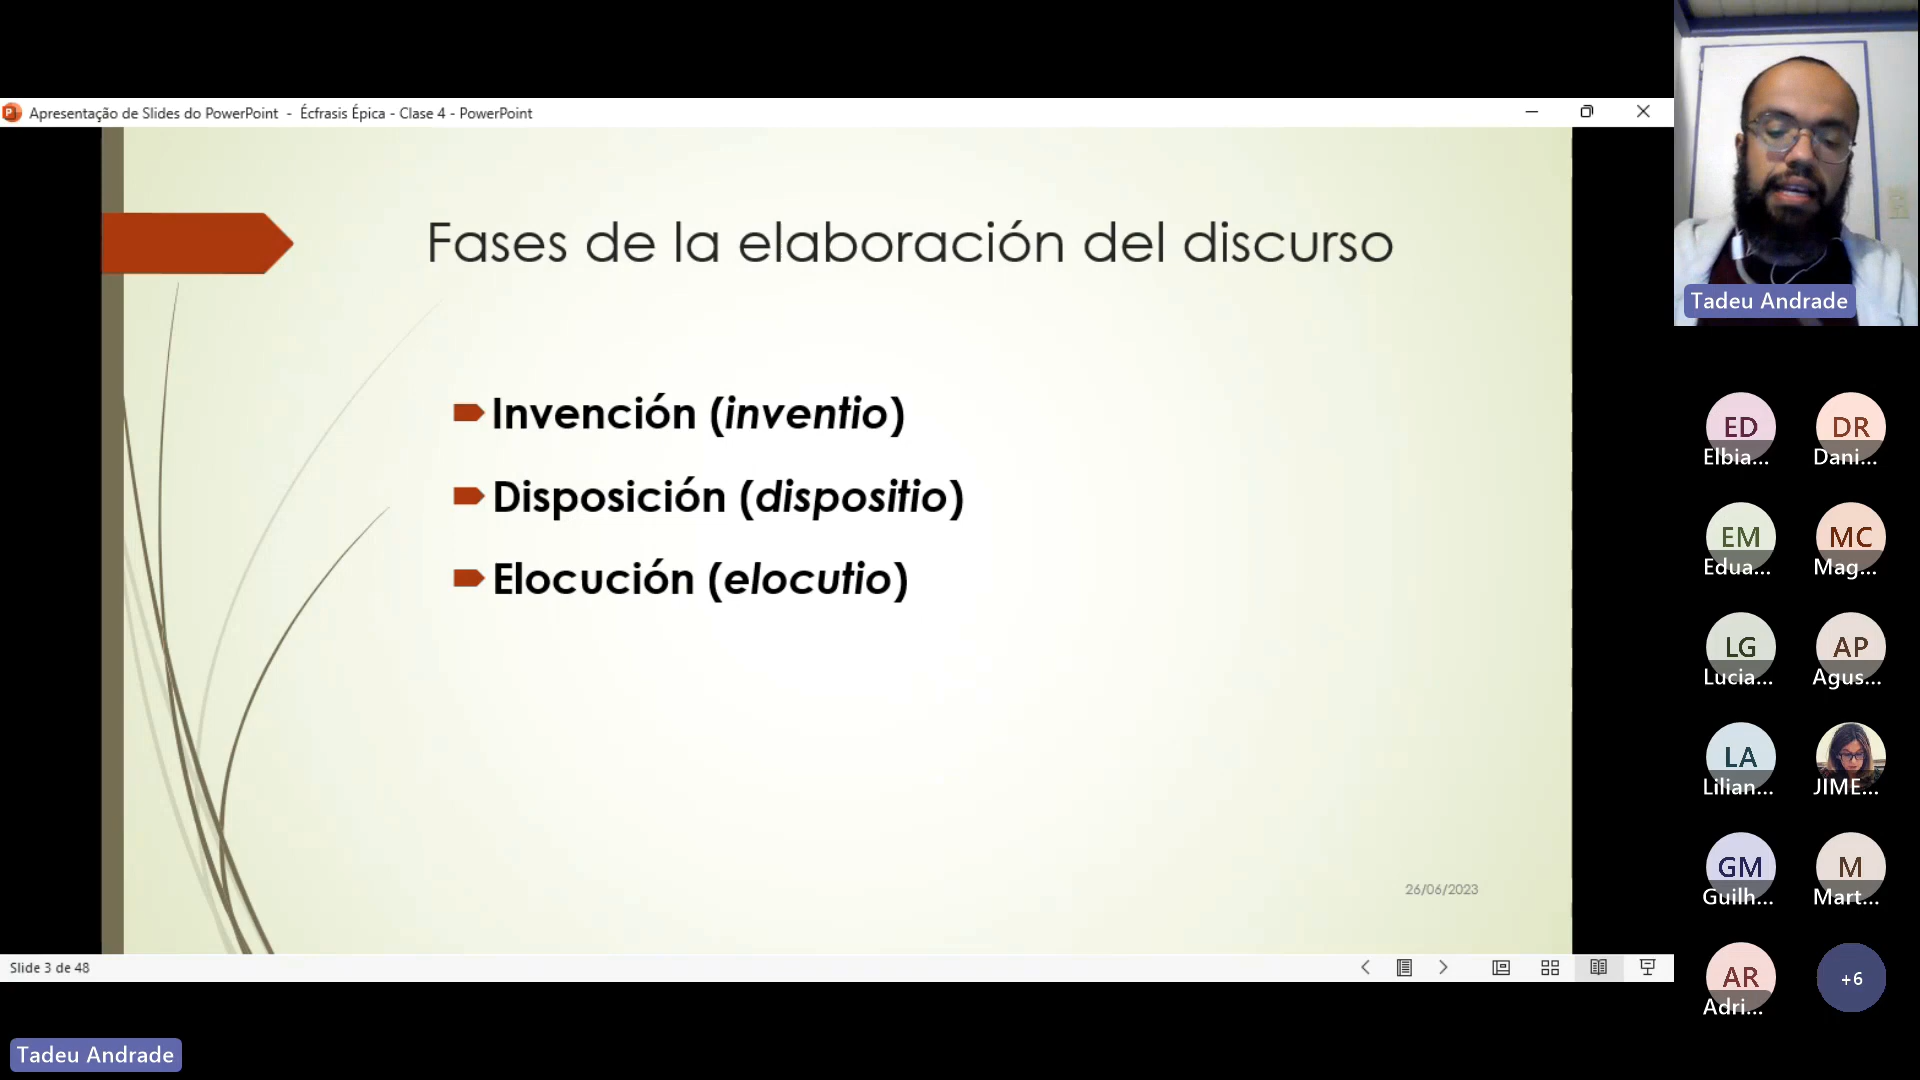 Apresentação de Slides do PowerPoint - Écfrasis Épica - Clase 4 - PowerPoint
Fases de la elaboración del discurso
Invención (inventio)
Disposición (dispositio)
Elocución (elocutio)
26/06/2023
Slide 3 de 48
Tadeu Andrade
Tadeu Andrade
ED
Elbia...
DR
Dani...
EM
Edua...
MC
Mag...
LG
Lucia...
AP
Agus...
LA
Lilian...
JIME...
GM
Guilh...
M
Mart...
AR
Adri...
+6